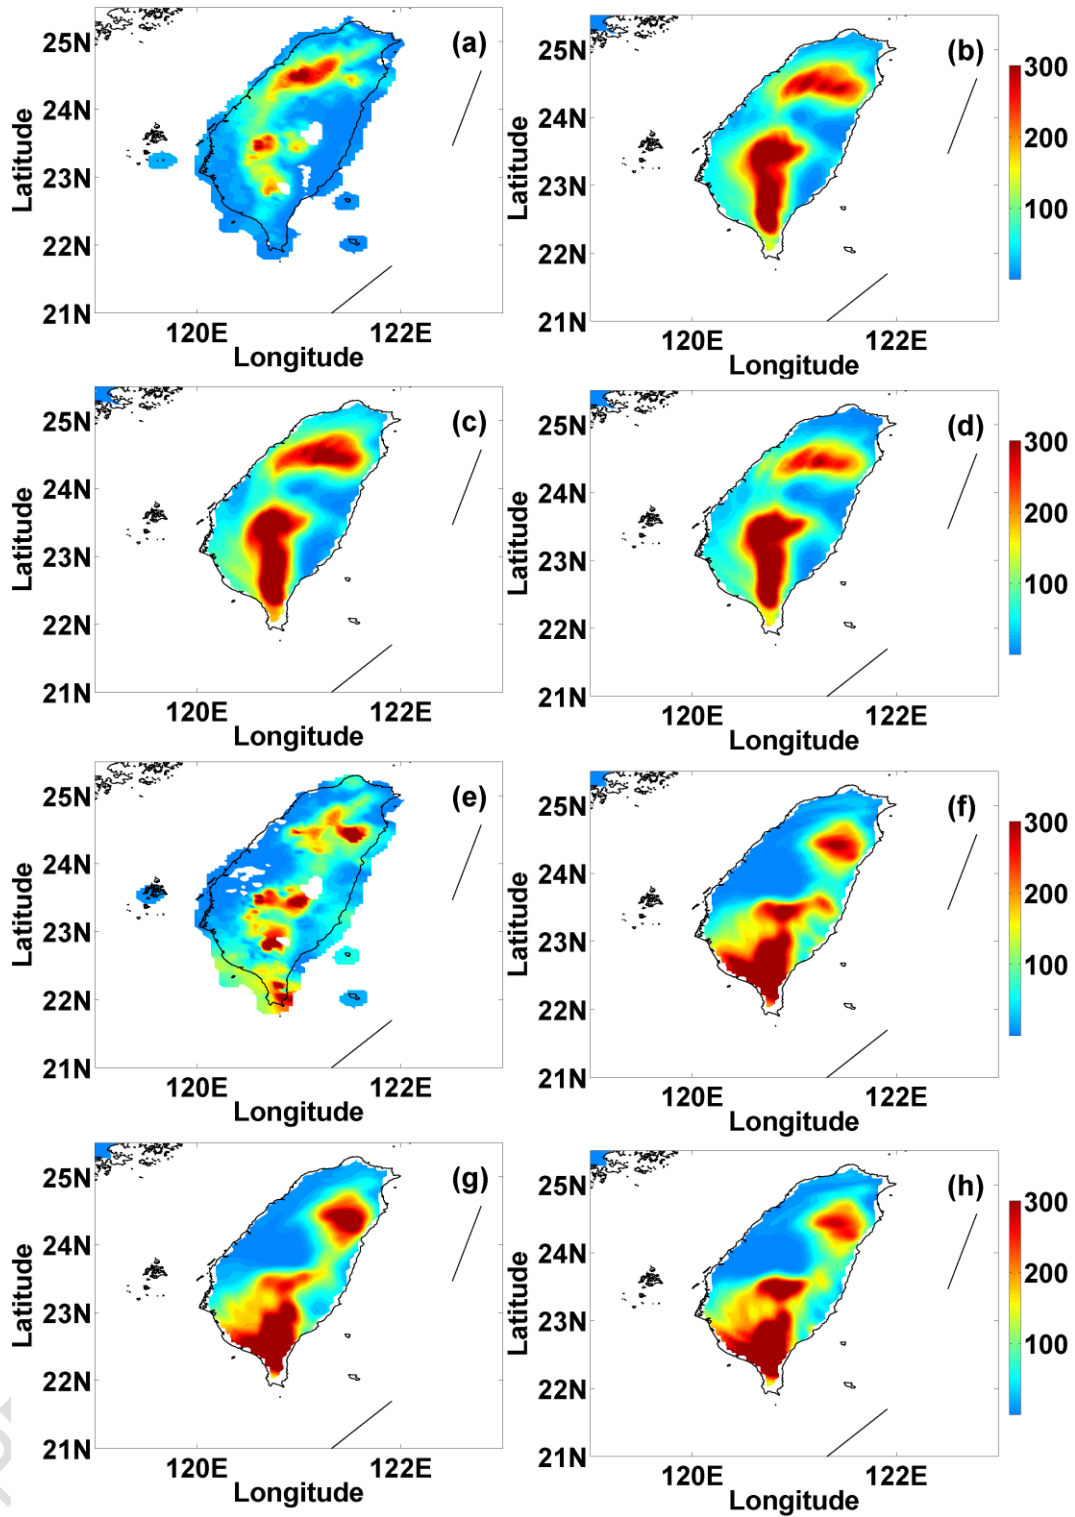 (a)
25N
24N
23N
22N
21N
Latitude
120E 122E
Longitude
(b)
25N
24N
23N
22N
21N
Latitude
120E 122E
Longitude
300
200
100
(c)
25N
24N
23N
22N
21N
Latitude
120E 122E
Longitude
(d)
25N
24N
23N
22N
21N
Latitude
120E 122E
Longitude
300
200
100
(e)
25N
24N
23N
22N
21N
Latitude
120E 122E
Longitude
(f)
25N
24N
23N
22N
21N
Latitude
120E 122E
Longitude
300
200
100
(g)
25N
24N
23N
22N
21N
Latitude
120E 122E
Longitude
(h)
25N
24N
23N
22N
21N
Latitude
120E 122E
Longitude
300
200
100